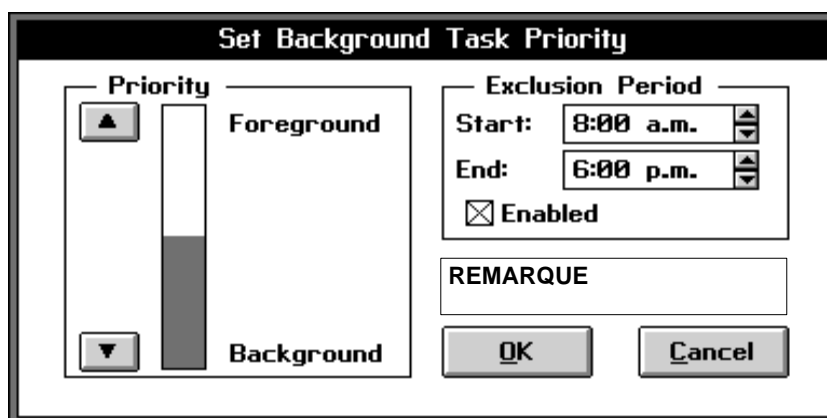 Set Background Task Priority
Priority
Foreground
Background
Exclusion Period
Start: 8:00 a.m.
End: 6:00 p.m.
Enabled
REMARQUE
OK
Cancel